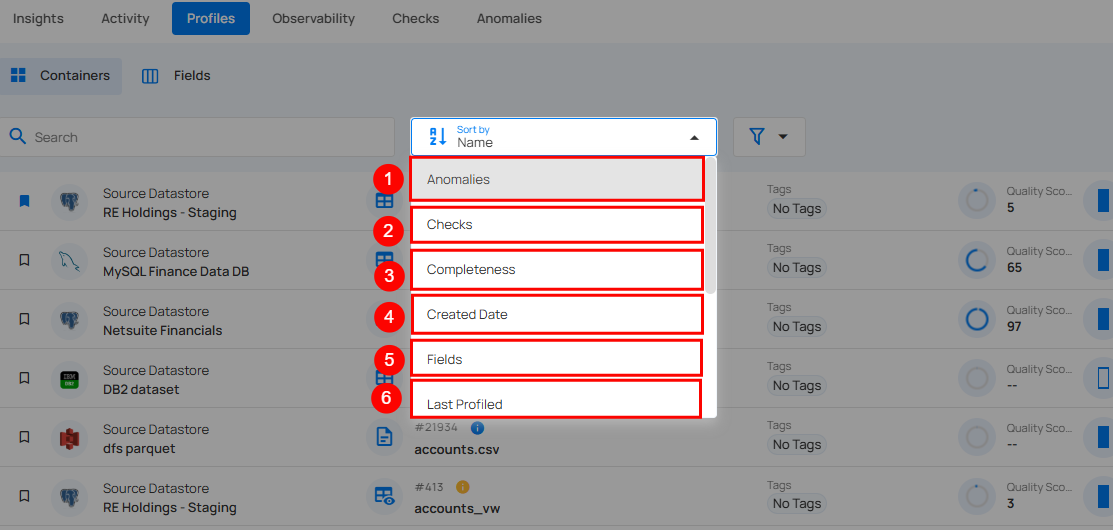 Insights Activity Profiles Observability Checks Anomalies
Containers Fields
Search
Sort by
Name
1 Anomalies
2 Checks
3 Completeness
4 Created Date
5 Fields
6 Last Profiled
Source Datastore Tags Quality Sco...
RE Holdings - Staging No Tags 5
Source Datastore Tags Quality Sco...
MySQL Finance Data DB No Tags 65
Source Datastore Tags Quality Sco...
Netsuite Financials No Tags 97
Source Datastore Tags Quality Sco...
DB2 dataset No Tags --
Source Datastore #21934 Tags Quality Sco...
dfs parquet accounts.csv No Tags --
Source Datastore #413 Tags Quality Sco...
RE Holdings - Staging accounts_vw No Tags 3